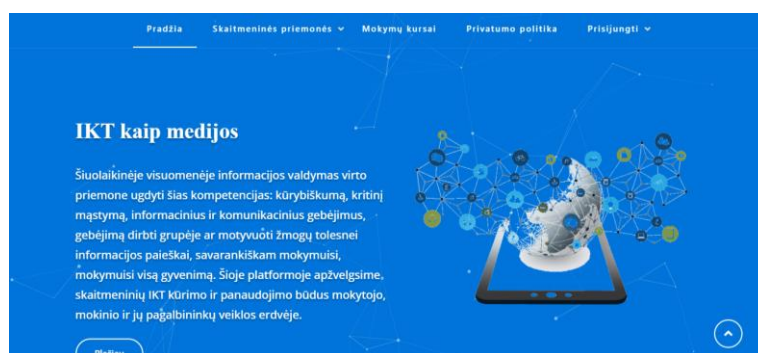 Pradžia Skaitmeninės priemonės Mokymų kursai Privatumo politika Prisijungti
IKT kaip medijos
Šiuolaikinėje visuomenėje informacijos valdymas virto
priemone ugdyti šias kompetencijas: kūrybiškumą, kritinį
mąstymą, informacinius ir komunikacinius gebėjimus,
gebėjimą dirbti grupėje ar motyvuoti žmogų tolesnei
informacijos paieškai, savarankiškam mokymuisi,
mokymuisi visą gyvenimą. Šioje platformoje apžvelgsime,
skaitmeninių IKT kūrimo ir panaudojimo būdus mokytojo,
mokinio ir jų pagalbininkų veiklos erdvėje.